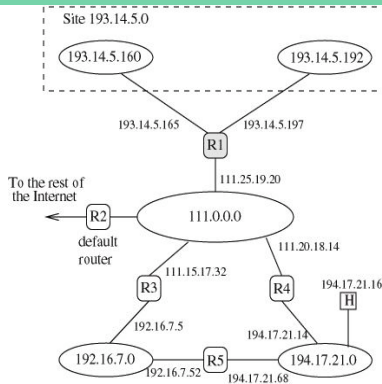 Site 193.14.5.0
193.14.5.160
193.14.5.192
193.14.5.165
193.14.5.197
R1
111.25.19.20
To the rest of
the Internet
R2
111.0.0.0
default
router
111.20.18.14
111.15.17.32
194.17.21.16
R3
R4
H
192.16.7.5
194.17.21.14
192.16.7.0
R5
194.17.21.0
192.16.7.52
194.17.21.68